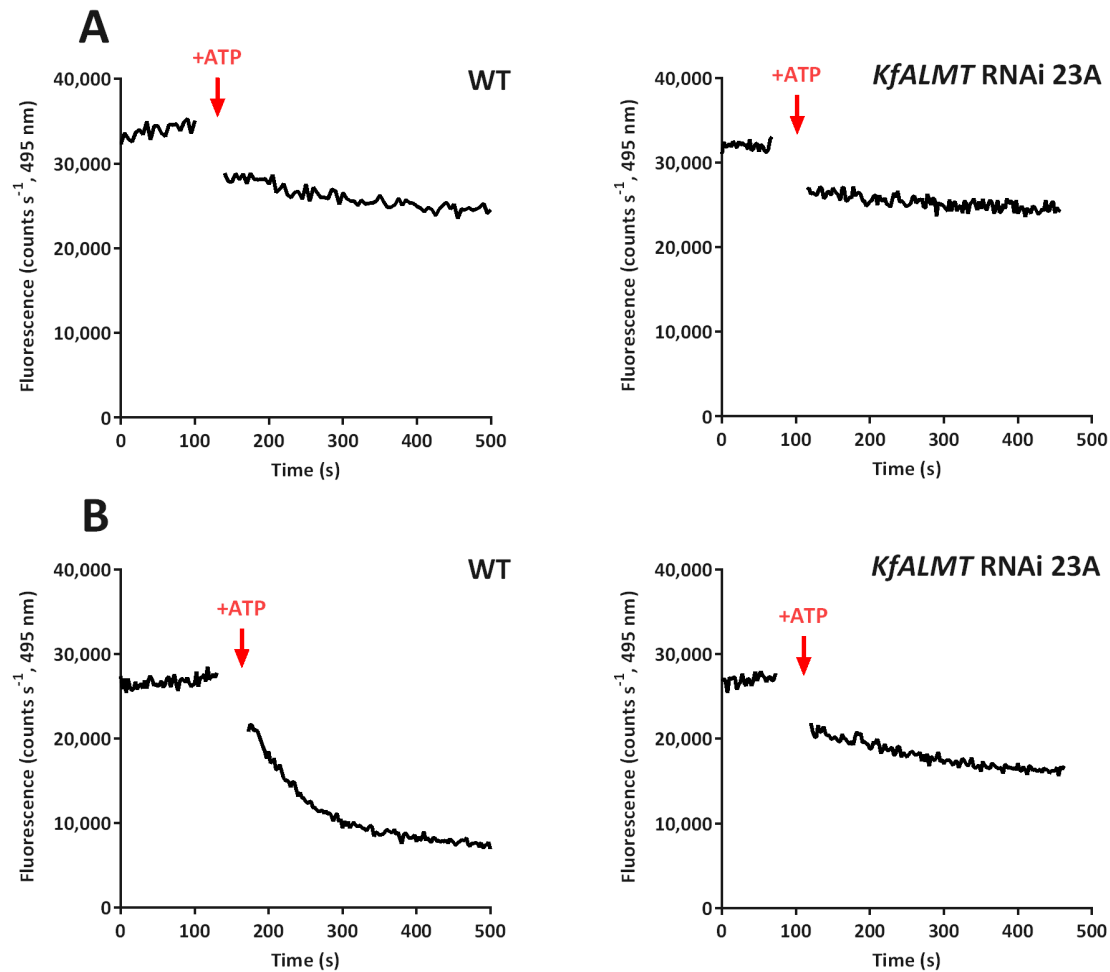 A
+ATP
WT
40,000
30,000
20,000
10,000
0
Fluorescence (counts s⁻¹, 495 nm)
0 100 200 300 400 500
Time (s)
+ATP
KfALMT RNAi 23A
40,000
30,000
20,000
10,000
0
Fluorescence (counts s⁻¹, 495 nm)
0 100 200 300 400 500
Time (s)
B
+ATP
WT
40,000
30,000
20,000
10,000
0
Fluorescence (counts s⁻¹, 495 nm)
0 100 200 300 400 500
Time (s)
+ATP
KfALMT RNAi 23A
40,000
30,000
20,000
10,000
0
Fluorescence (counts s⁻¹, 495 nm)
0 100 200 300 400 500
Time (s)